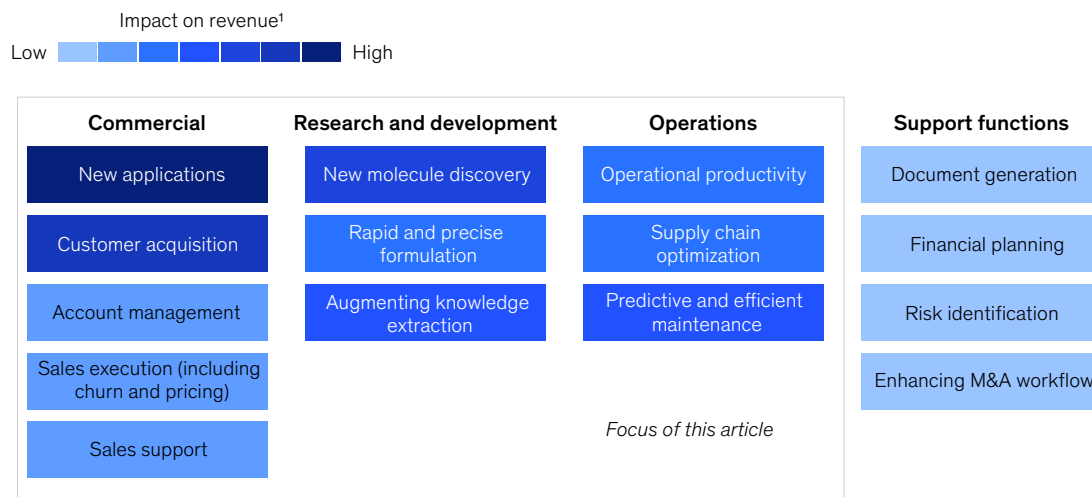 Impact on revenue¹
Low
High
Commercial
New applications
Customer acquisition
Account management
Sales execution (including
churn and pricing)
Sales support
Research and development
New molecule discovery
Rapid and precise
formulation
Augmenting knowledge
extraction
Operations
Operational productivity
Supply chain
optimization
Predictive and efficient
maintenance
Focus of this article
Support functions
Document generation
Financial planning
Risk identification
Enhancing M&A workflow